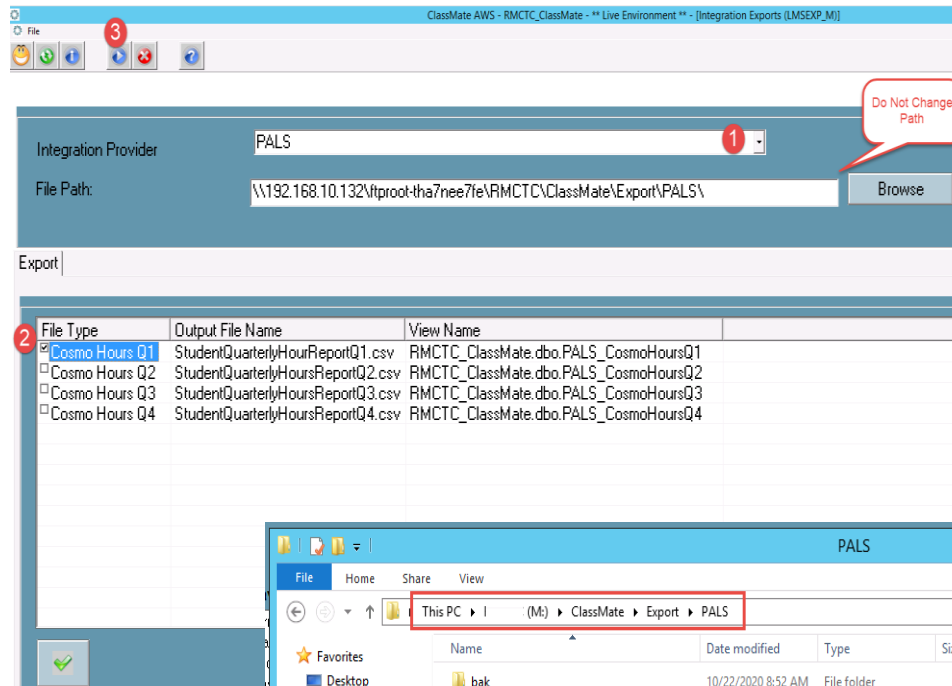 ClassMate AWS - RMCTC_ClassMate - ** Live Environment ** - [Integration Exports (LMSEXP_M)]
File
3
Do Not Change
Path
Integration Provider
PALS
1
File Path:
\\192.168.10.132\ftproot-tha7nee7fe\RMCTC\ClassMate\Export\PALS\
Browse
Export
2
File Type Output File Name View Name
Cosmo Hours Q1 StudentQuarterlyHourReportQ1.csv RMCTC_ClassMate.dbo.PALS_CosmoHoursQ1
Cosmo Hours Q2 StudentQuarterlyHoursReportQ2.csv RMCTC_ClassMate.dbo.PALS_CosmoHoursQ2
Cosmo Hours Q3 StudentQuarterlyHoursReportQ3.csv RMCTC_ClassMate.dbo.PALS_CosmoHoursQ3
Cosmo Hours Q4 StudentQuarterlyHoursReportQ4.csv RMCTC_ClassMate.dbo.PALS_CosmoHoursQ4
PALS
File Home Share View
This PC (M:) ClassMate Export PALS
Favorites
Name Date modified Type
Desktop
bak 10/22/2020 8:52 AM File folder